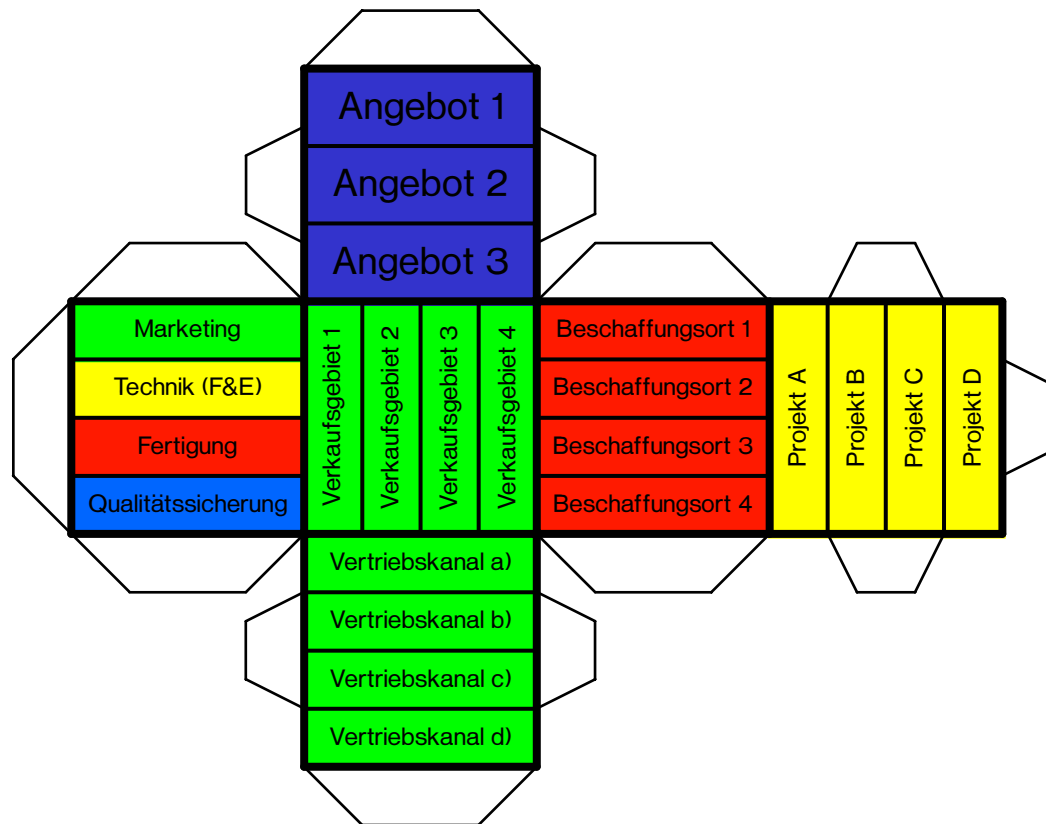 Angebot 1
Angebot 2
Angebot 3
Marketing
Technik (F&E)
Fertigung
Qualitätssicherung
Verkaufsgebiet 1
Verkaufsgebiet 2
Verkaufsgebiet 3
Verkaufsgebiet 4
Beschaffungsort 1
Beschaffungsort 2
Beschaffungsort 3
Beschaffungsort 4
Projekt A
Projekt B
Projekt C
Projekt D
Vertriebskanal a)
Vertriebskanal b)
Vertriebskanal c)
Vertriebskanal d)